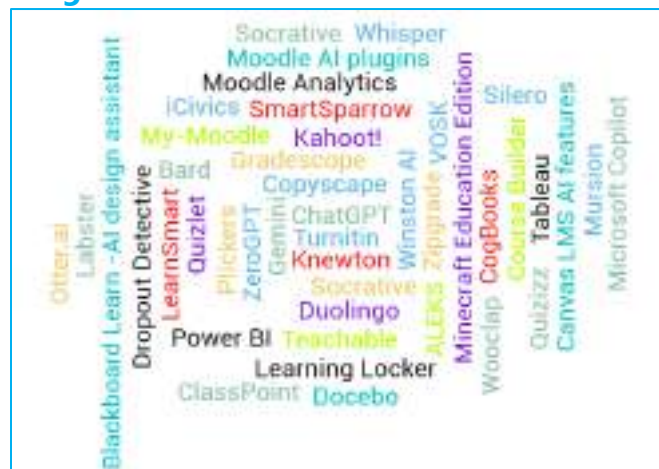 Socrative
Whisper
Moodle AI plugins
Moodle Analytics
iCivics
SmartSparrow
My-Moodle
Kahoot!
Bard
Gradescope
Copyscape
ChatGPT
Turnitin
Knewton
Socrative
Duolingo
Power BI
Teachable
Learning Locker
ClassPoint
Docebo
Otter.ai
Labster
Blackboard Learn -AI design assistant
Dropout Detective
LearnSmart
Quizlet
Plickers
ZeroGPT
Gemini
Winston AI
VOSK
Zipgrade
ALEKS
Minecraft Education Edition
Silero
CogBooks
Wooclap
Course Builder
Tableau
Quizizz
Canvas LMS AI features
Mursion
Microsoft Copilot